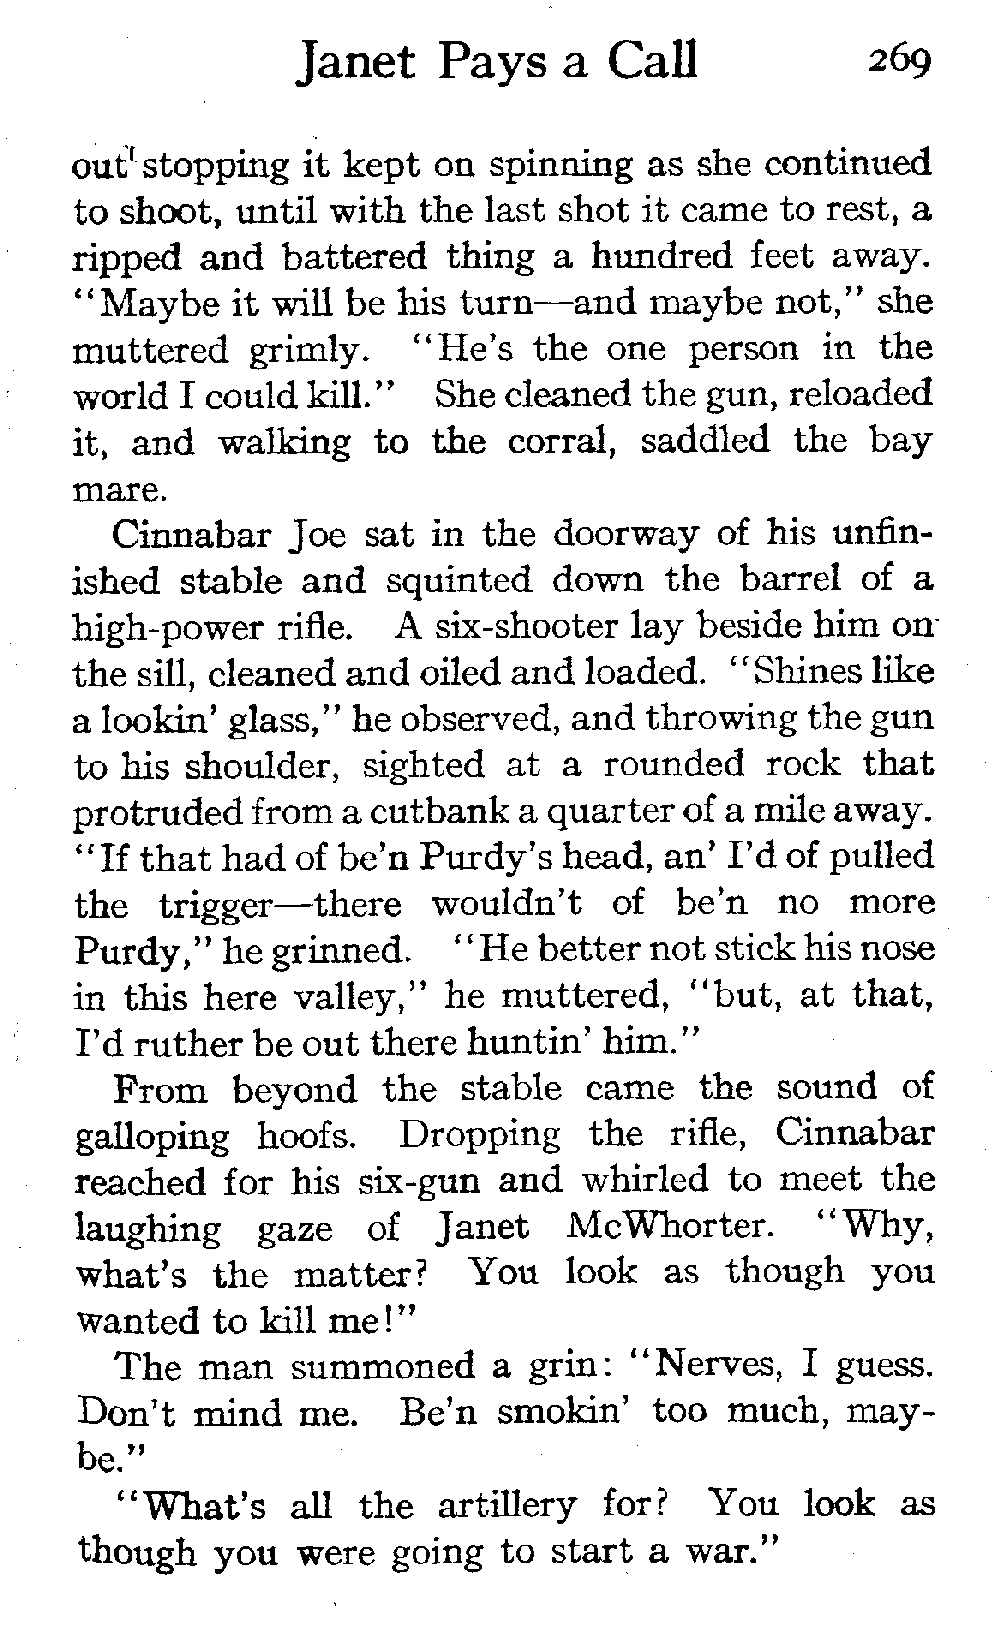 Janet Pays a Call 269
out stopping it kept on spinning as she continued
to shoot, until with the last shot it came to rest, a
ripped and battered thing a hundred feet away.
“Maybe it will be his turn—and maybe not,” she
muttered grimly. “He’s the one person in the
world I could kill.” She cleaned the gun, reloaded
it, and walking to the corral, saddled the bay
mare.
Cinnabar Joe sat in the doorway of his unfin-
ished stable and squinted down the barrel of a
high-power rifle. A six-shooter lay beside him on
the sill, cleaned and oiled and loaded. “Shines like
a lookin’ glass,” he observed, and throwing the gun
to his shoulder, sighted at a rounded rock that
protruded from a cutbank a quarter of a mile away.
“If that had of be’n Purdy’s head, an’ I’d of pulled
the trigger—there wouldn’t of be’n no more
Purdy,” he grinned. “He better not stick his nose
in this here valley,” he muttered, “but, at that,
I’d ruther be out there huntin’ him.”
From beyond the stable came the sound of
galloping hoofs. Dropping the rifle, Cinnabar
reached for his six-gun and whirled to meet the
laughing gaze of Janet McWhorter. “Why,
what’s the matter? You look as though you
wanted to kill me!”
The man summoned a grin: “Nerves, I guess.
Don’t mind me. Be’n smokin’ too much, may-
be.”
“What’s all the artillery for? You look as
though you were going to start a war.”